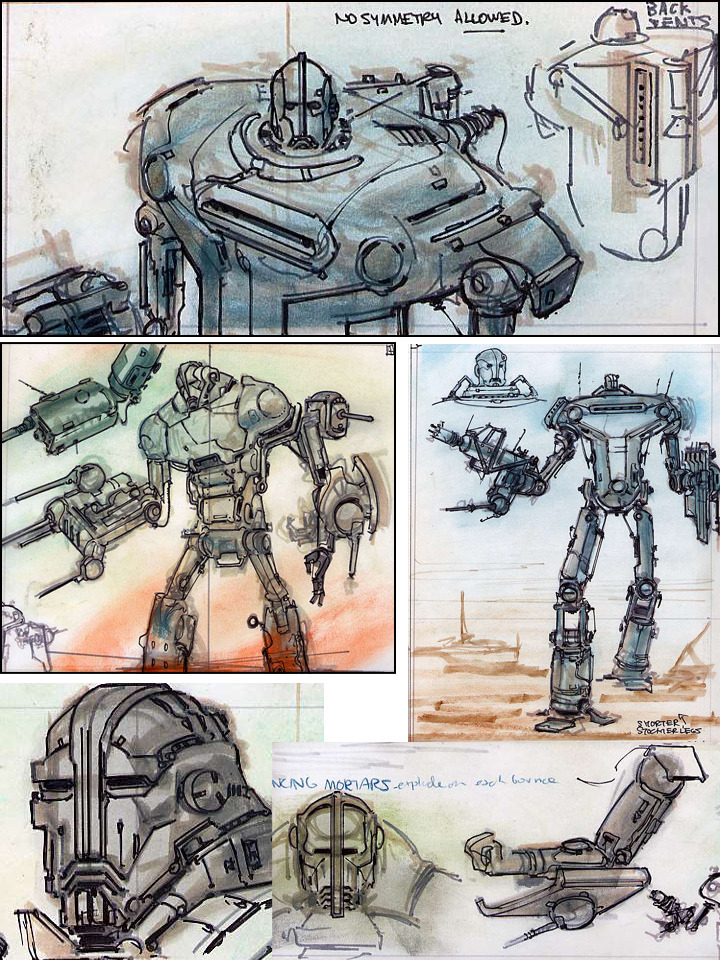 NO SYMMETRY ALLOWED.
BACK
VENTS
SHORTER
STOCKIER LEGS
NCING MORTARS - explode on each bounce